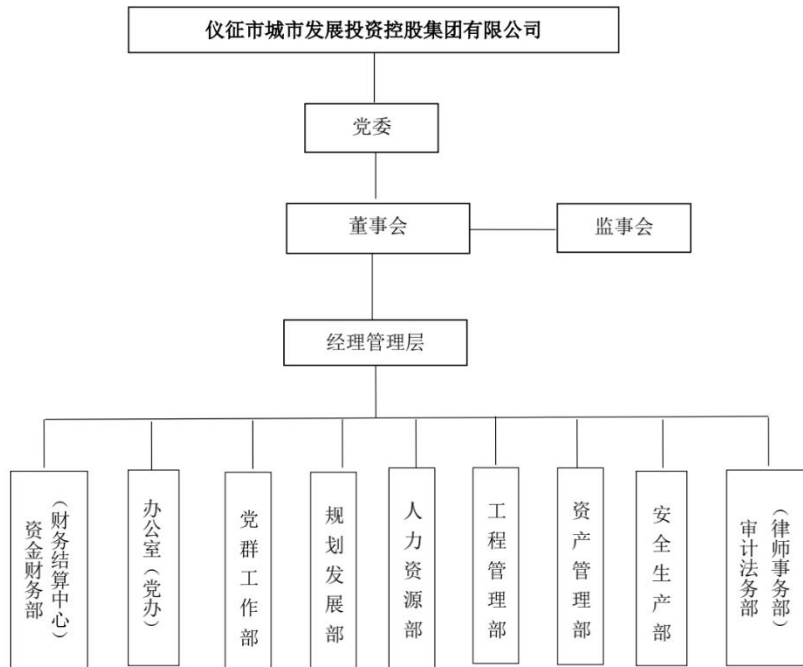 仪征市城市发展投资控股集团有限公司
党委
董事会
监事会
经理管理层
资金财务部
（财务结算中心）
办公室（党办）
党群工作部
规划发展部
人力资源部
工程管理部
资产管理部
安全生产部
审计法务部
（律师事务部）